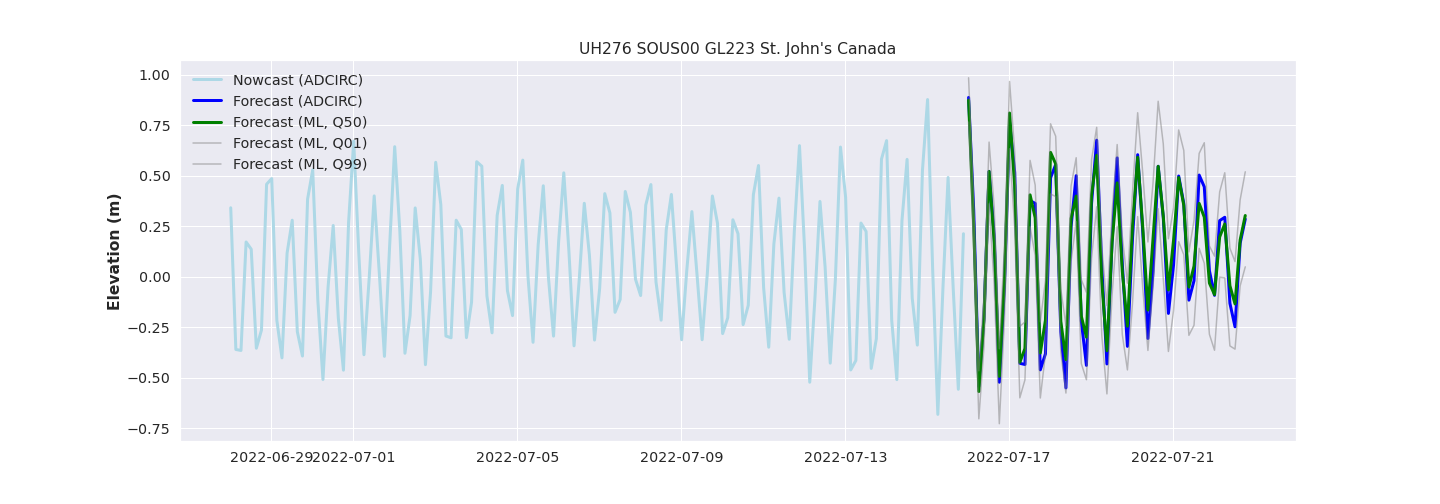 UH276 SOUS00 GL223 St. John's Canada
Nowcast (ADCIRC)
Forecast (ADCIRC)
Forecast (ML, Q50)
Forecast (ML, Q01)
Forecast (ML, Q99)
Elevation (m)
1.00
0.75
0.50
0.25
0.00
−0.25
−0.50
−0.75
2022-06-29 2022-07-01 2022-07-05 2022-07-09 2022-07-13 2022-07-17 2022-07-21